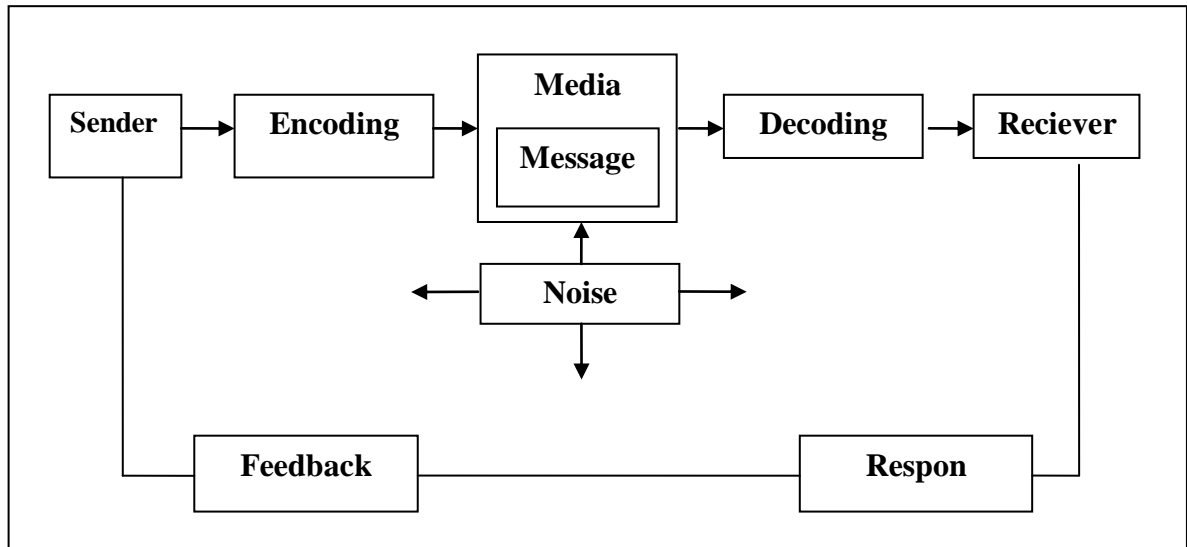 Sender
Encoding
Media
Message
Decoding
Reciever
Noise
Feedback
Respon